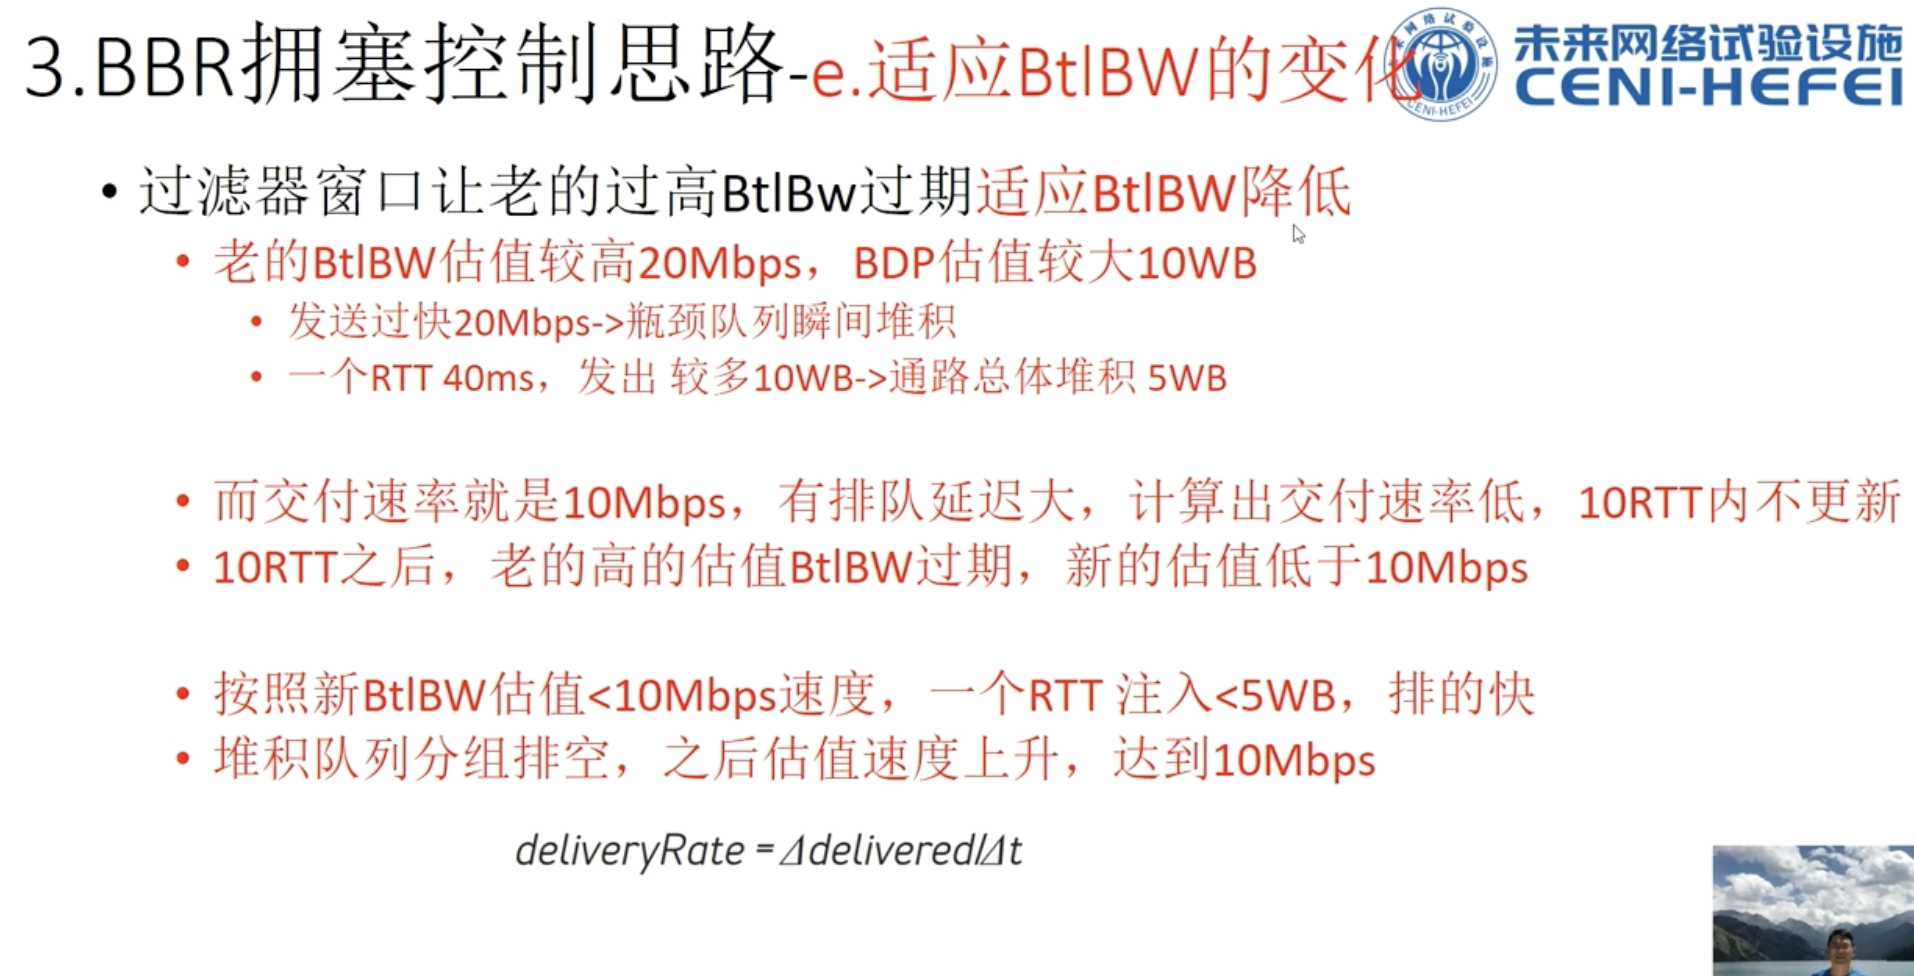 3.BBR拥塞控制思路-e.适应BtlBW的变化
未来网络试验设施
CENI-HEFEI
CENI-HEFEI
• 过滤器窗口让老的过高BtlBw过期适应BtlBW降低
• 老的BtlBW估值较高20Mbps，BDP估值较大10WB
• 发送过快20Mbps->瓶颈队列瞬间堆积
• 一个RTT 40ms，发出 较多10WB->通路总体堆积 5WB
• 而交付速率就是10Mbps，有排队延迟大，计算出交付速率低，10RTT内不更新
• 10RTT之后，老的高的估值BtlBW过期，新的估值低于10Mbps
• 按照新BtlBW估值<10Mbps速度，一个RTT 注入<5WB，排的快
• 堆积队列分组排空，之后估值速度上升，达到10Mbps
deliveryRate = Δdelivered/Δt